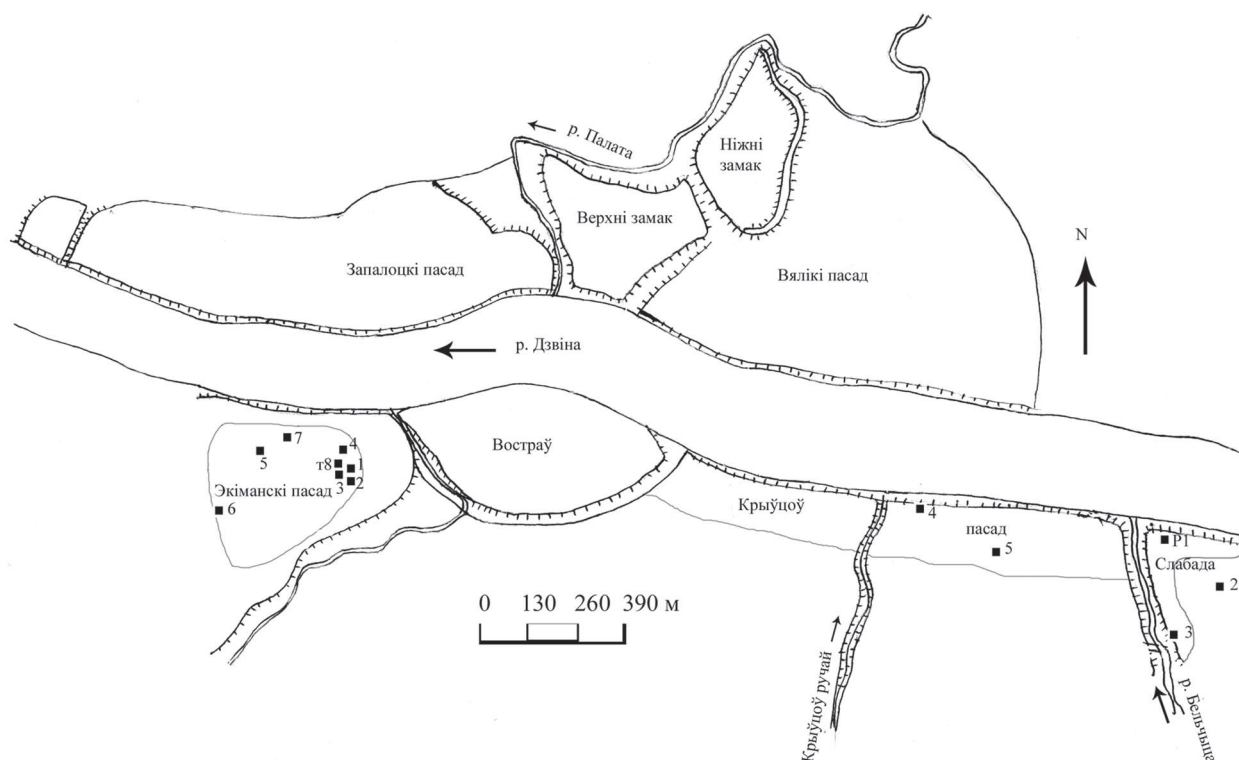 р. Палата
Ніжні
замак
Верхні замак
N
Запалоцкі пасад
Вялікі пасад
р. Дзвіна
Востраў
7
4
5
т8
1
3
2
Экіманскі пасад
6
Крыўцоў
4
пасад
5
Р1
Слабада
2
3
0 130 260 390 м
Крыўцоў ручай
р. Бельчыца